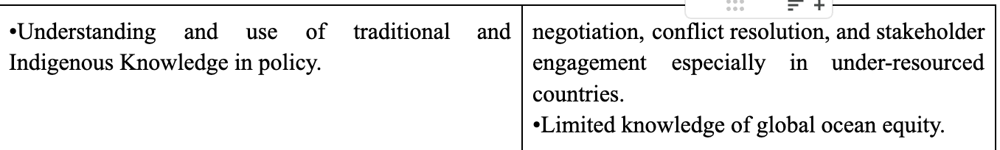 •Understanding and use of traditional and
Indigenous Knowledge in policy.
negotiation, conflict resolution, and stakeholder
engagement especially in under-resourced
countries.
•Limited knowledge of global ocean equity.